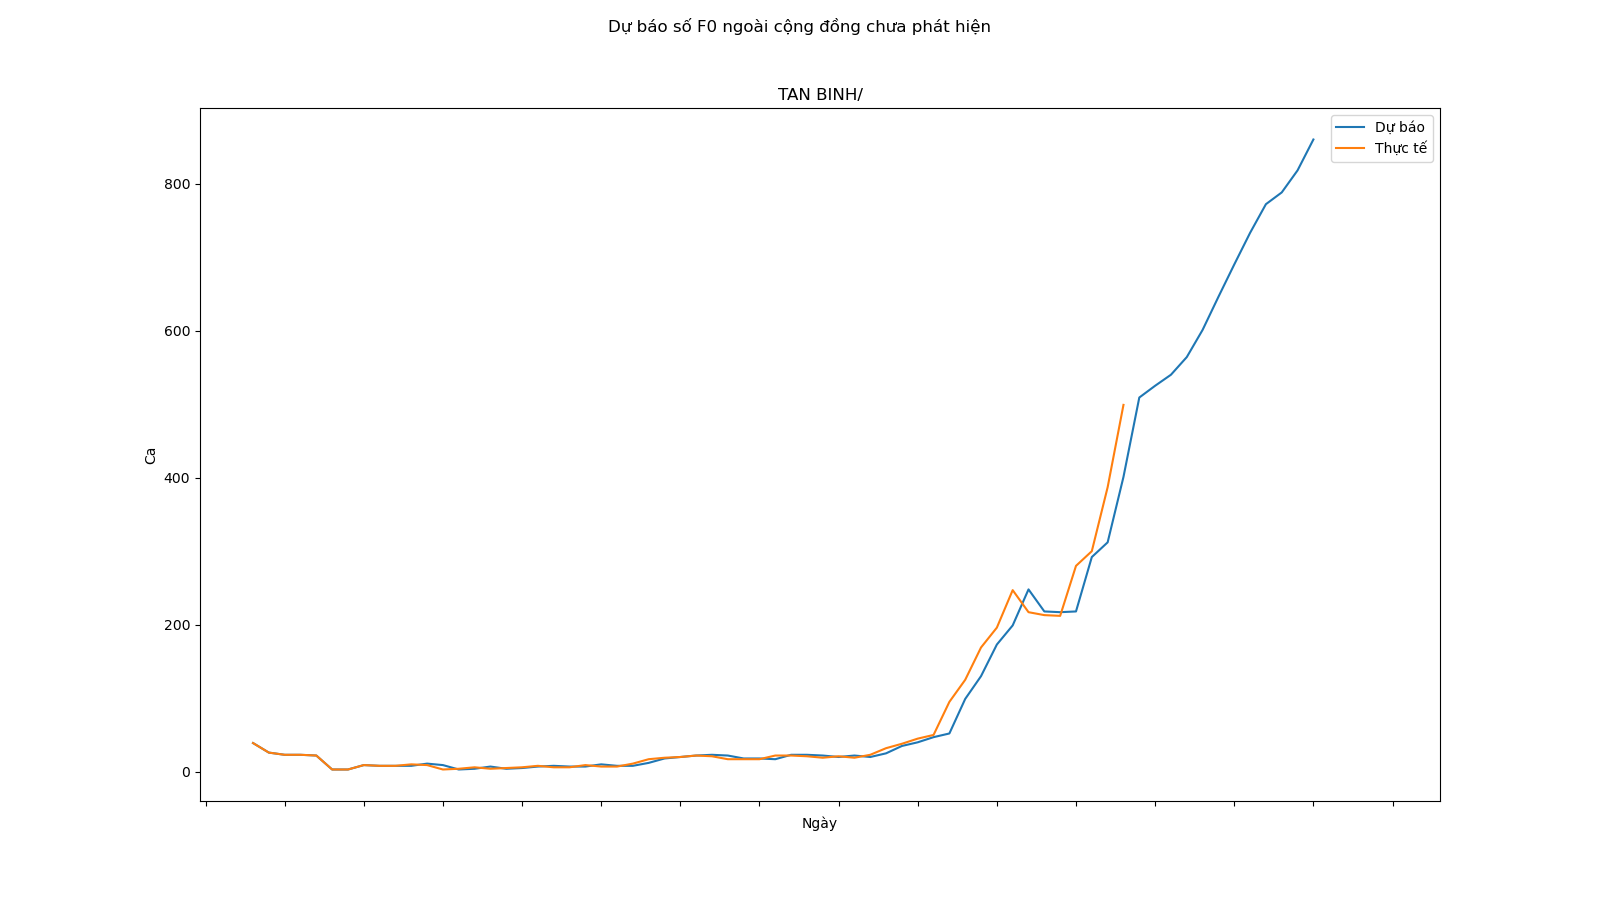 Dự báo số F0 ngoài cộng đồng chưa phát hiện
TAN BINH/
Dự báo
Thực tế
800
600
400
200
0
Ca
Ngày